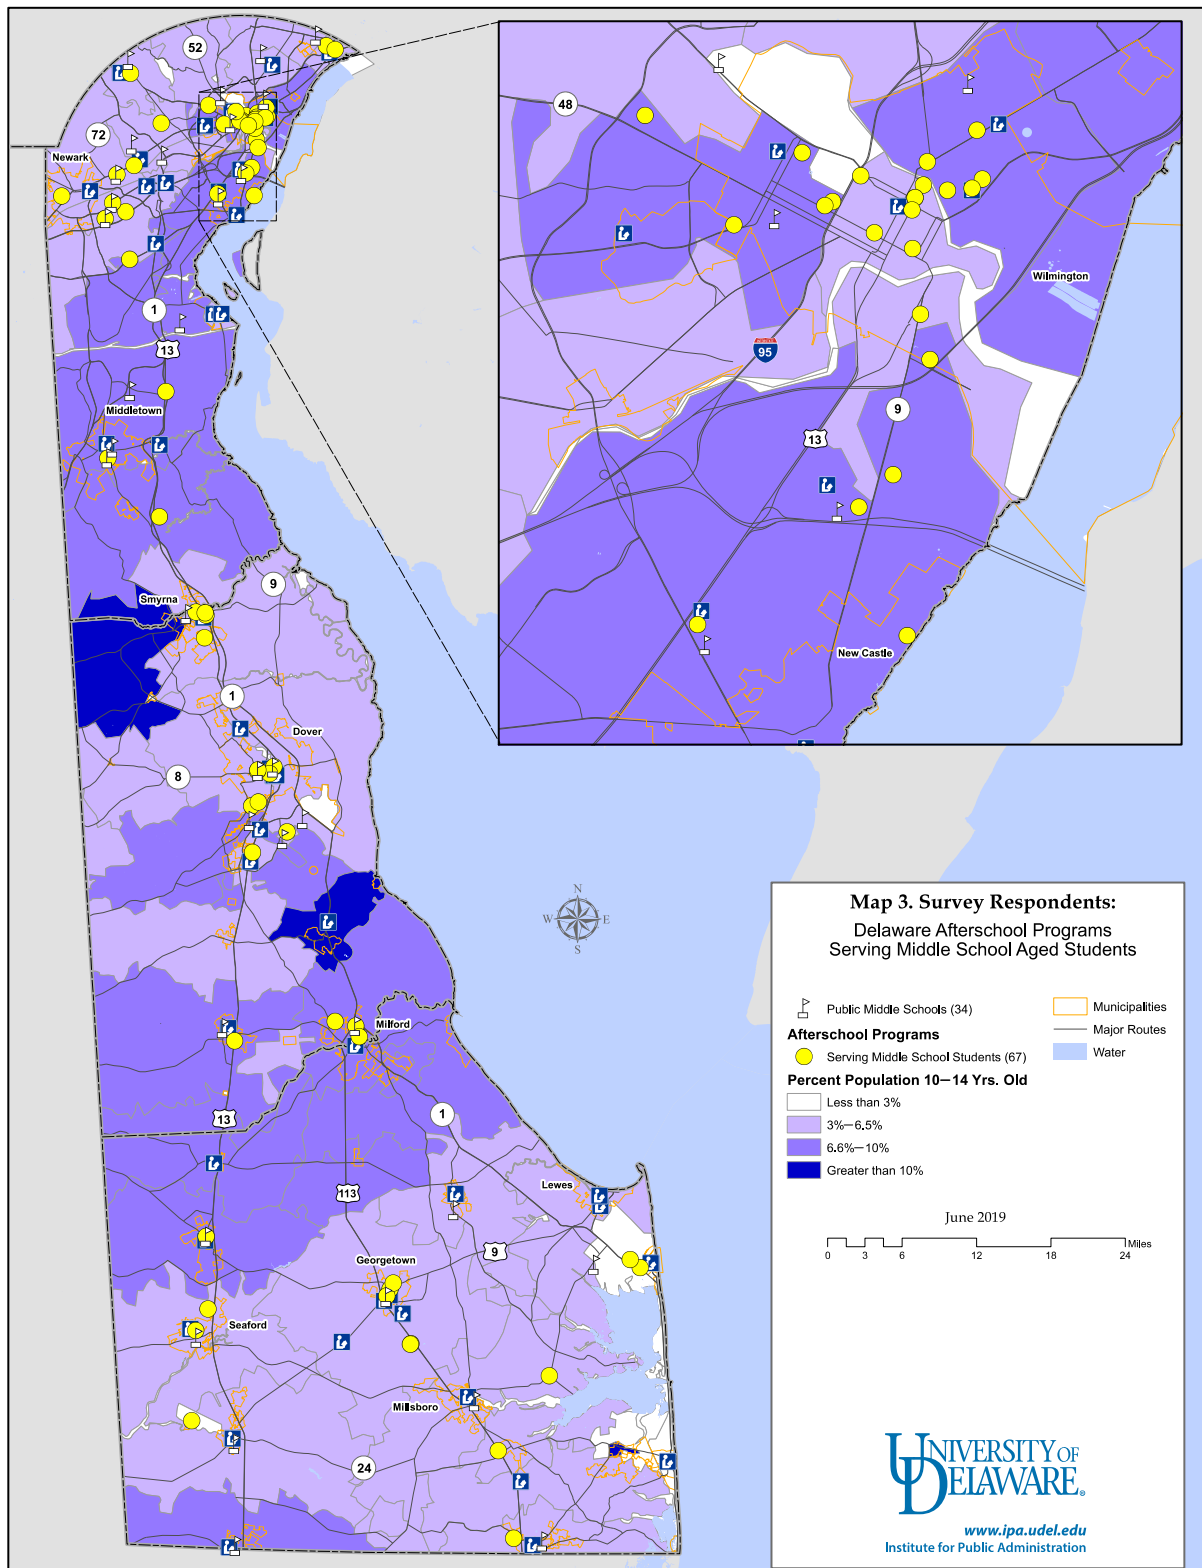 52
72
Newark
1
13
Middletown
Smyrna
9
1
Dover
8
Milford
13
1
113
Lewes
9
Georgetown
Seaford
Millsboro
24
48
Wilmington
INTERSTATE
95
9
13
New Castle
N
W E
S
Map 3. Survey Respondents:
Delaware Afterschool Programs
Serving Middle School Aged Students
Public Middle Schools (34)
Afterschool Programs
Serving Middle School Students (67)
Percent Population 10–14 Yrs. Old
Less than 3%
3%–6.5%
6.6%–10%
Greater than 10%
Municipalities
Major Routes
Water
June 2019
Miles
0 3 6 12 18 24
UNIVERSITY OF
DELAWARE®
www.ipa.udel.edu
Institute for Public Administration